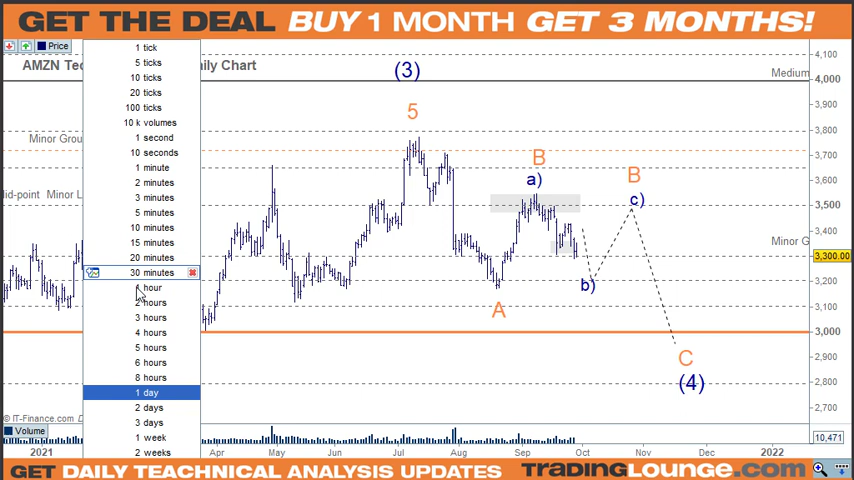 GET THE DEAL BUY 1 MONTH GET 3 MONTHS!
Price
AMZN Tec
ily Chart
1 tick
5 ticks
10 ticks
20 ticks
100 ticks
10 k volumes
1 second
10 seconds
1 minute
2 minutes
3 minutes
5 minutes
10 minutes
15 minutes
20 minutes
30 minutes
1 hour
2 hours
3 hours
4 hours
5 hours
6 hours
8 hours
1 day
2 days
3 days
1 week
2 weeks
Minor Grou
Minor L
id-point
(3)
5
B
a)
B
c)
b)
A
C
(4)
Medium
Minor G
4,100
4,000
3,900
3,800
3,700
3,600
3,500
3,400
3,300.00
3,200
3,100
3,000
2,900
2,800
2,700
10,471
© IT-Finance.com
Volume
2021
Apr
May
Jun
Jul
Aug
Sep
Oct
Nov
Dec
2022
GET DAILY TEACHNICAL ANALYSIS UPDATES TRADINGLOUNGE.com